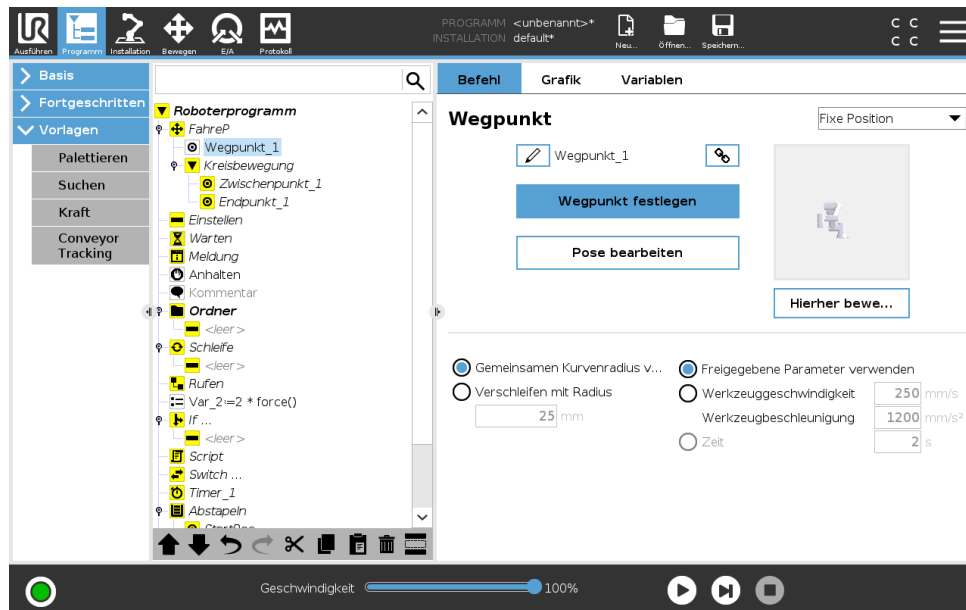 PROGRAMM <unbenannt>*
INSTALLATION default*
Ausführen Programm Installation Bewegen E/A Protokoll Neu... Öffnen... Speichern...
C C
C C
Basis
Fortgeschritten
Vorlagen
Palettieren
Suchen
Kraft
Conveyor
Tracking
Roboterprogramm
FahreP
Wegpunkt_1
Kreisbewegung
Zwischenpunkt_1
Endpunkt_1
Einstellen
Warten
Meldung
Anhalten
Kommentar
Ordner
<leer>
Schleife
<leer>
Rufen
Var_2≔2 * force()
If ...
<leer>
Script
Switch ...
Timer_1
Abstapeln
StartPos
Befehl Grafik Variablen
Wegpunkt
Fixe Position
Wegpunkt_1
Wegpunkt festlegen
Pose bearbeiten
Hierher bewe...
Gemeinsamen Kurvenradius v...
Verschleifen mit Radius
25 mm
Freigegebene Parameter verwenden
Werkzeuggeschwindigkeit 250 mm/s
Werkzeugbeschleunigung 1200 mm/s²
Zeit 2 s
Geschwindigkeit 100%